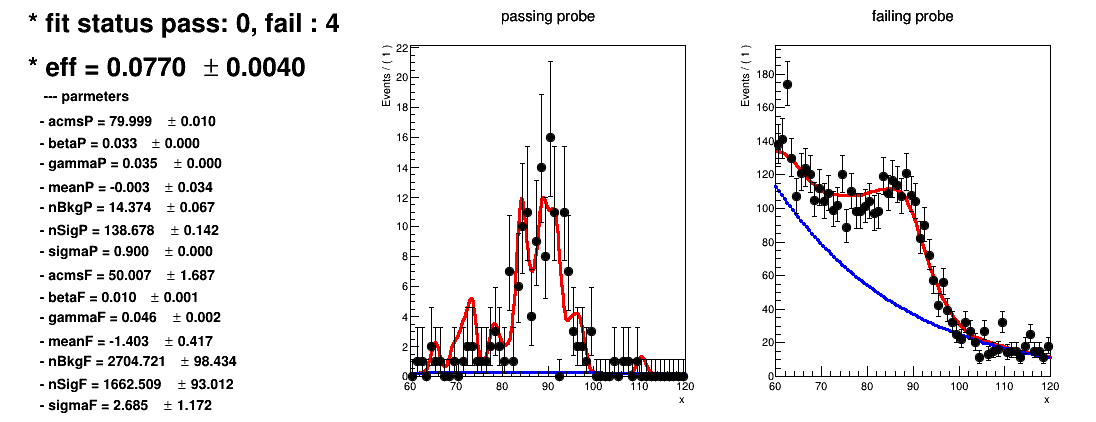 * fit status pass: 0, fail : 4
* eff = 0.0770 ± 0.0040
--- parmeters
- acmsP = 79.999 ± 0.010
- betaP = 0.033 ± 0.000
- gammaP = 0.035 ± 0.000
- meanP = -0.003 ± 0.034
- nBkgP = 14.374 ± 0.067
- nSigP = 138.678 ± 0.142
- sigmaP = 0.900 ± 0.000
- acmsF = 50.007 ± 1.687
- betaF = 0.010 ± 0.001
- gammaF = 0.046 ± 0.002
- meanF = -1.403 ± 0.417
- nBkgF = 2704.721 ± 98.434
- nSigF = 1662.509 ± 93.012
- sigmaF = 2.685 ± 1.172
passing probe
Events / ( 1 )
22
20
18
16
14
12
10
8
6
4
2
0
60 70 80 90 100 110 120
x
failing probe
Events / ( 1 )
180
160
140
120
100
80
60
40
20
0
60 70 80 90 100 110 120
x